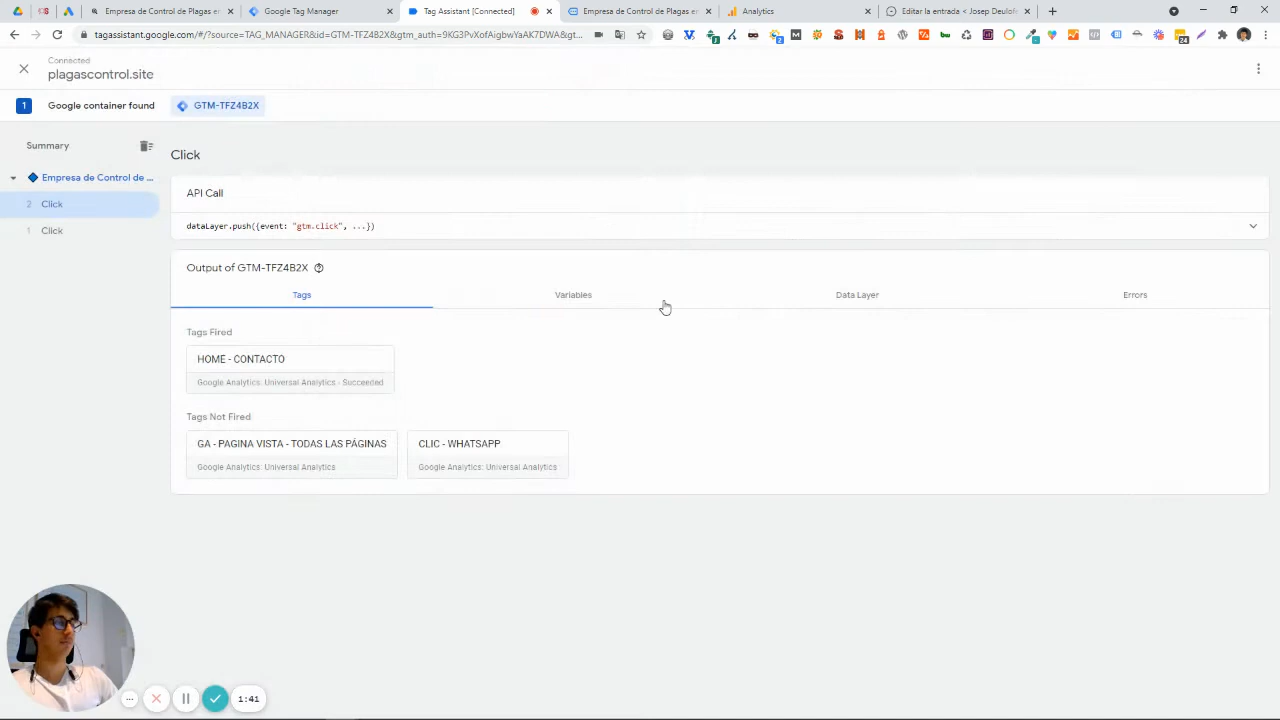 Empresa de Control de Plagas en
Google Tag Manager
Tag Assistant [Connected]
Empresa de Control de Plagas en
Analytics
Editar la entrada < Josep Deulofe
tagassistant.google.com/#/?source=TAG_MANAGER&id=GTM-TFZ4B2X&gtm_auth=9KG3PvXofAigbwYaAK7DWA&gt...
Connected
plagascontrol.site
1 Google container found GTM-TFZ4B2X
Summary
Empresa de Control de ...
2 Click
1 Click
Click
API Call
dataLayer.push({event: "gtm.click", ...})
Output of GTM-TFZ4B2X
Tags Variables Data Layer Errors
Tags Fired
HOME - CONTACTO
Google Analytics: Universal Analytics - Succeeded
Tags Not Fired
GA - PAGINA VISTA - TODAS LAS PÁGINAS
Google Analytics: Universal Analytics
CLIC - WHATSAPP
Google Analytics: Universal Analytics
1:41